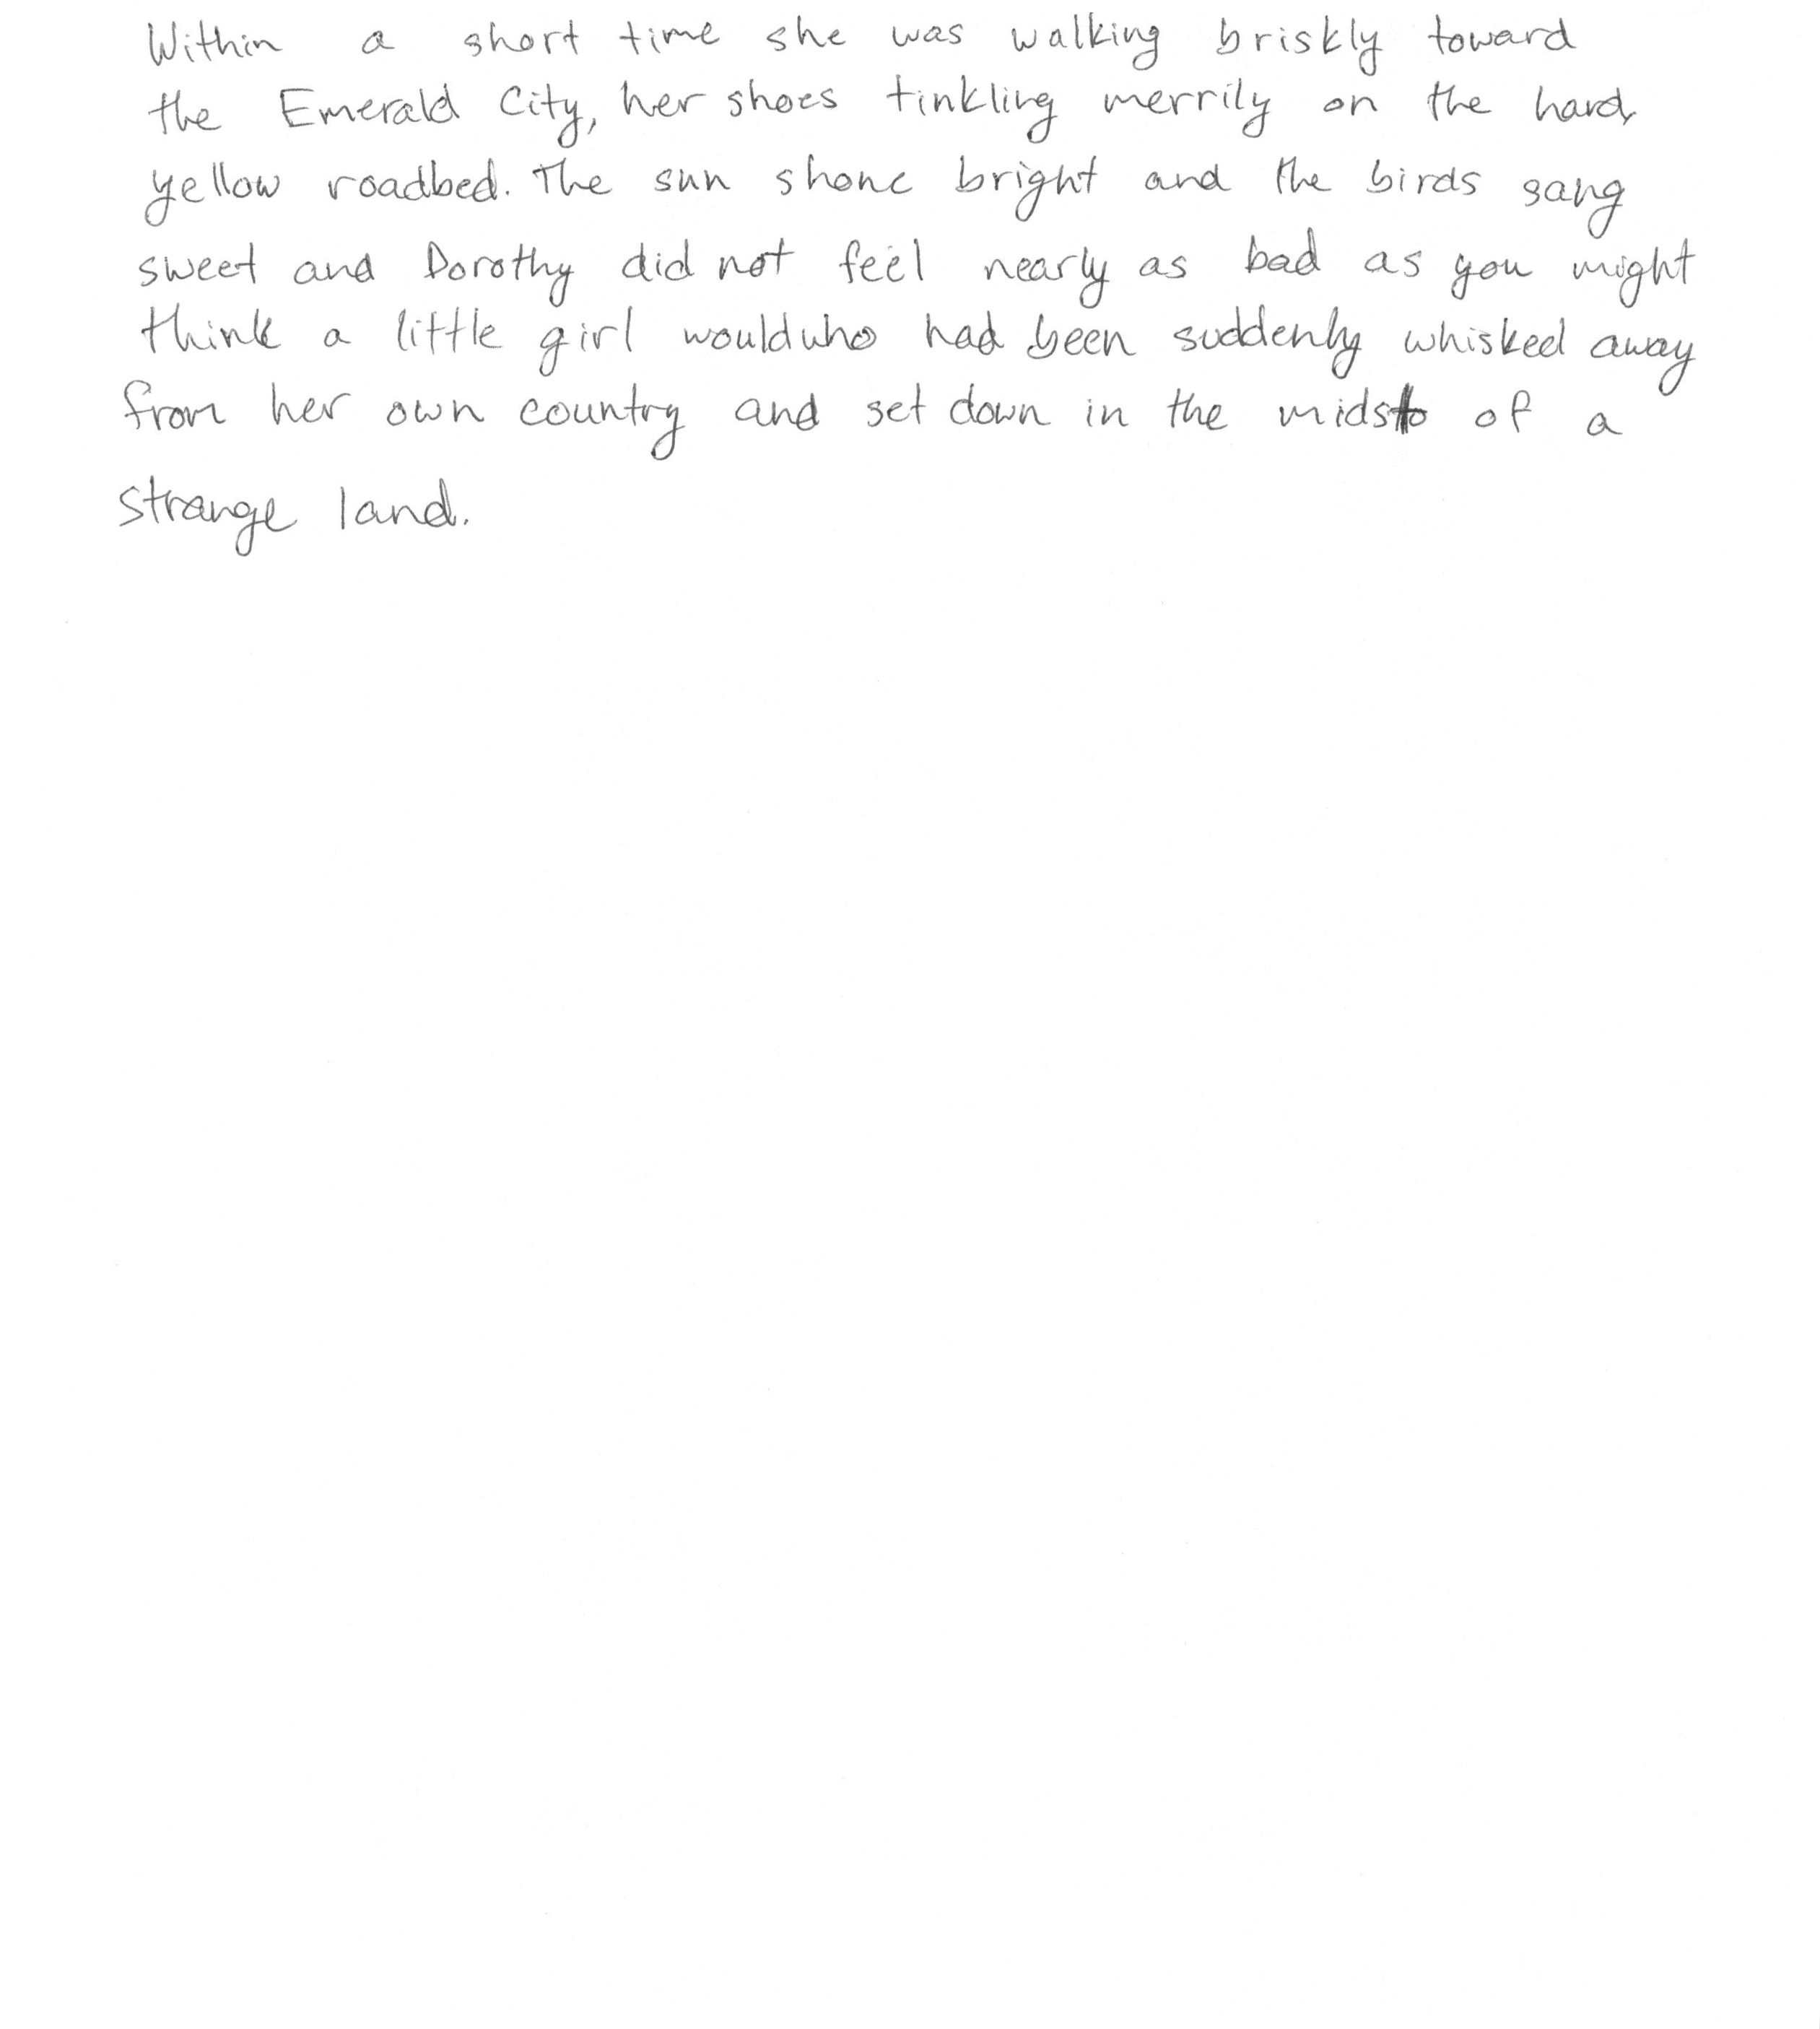 Within a short time she was walking briskly toward
the Emerald City, her shoes tinkling merrily on the hard,
yellow roadbed. The sun shone bright and the birds sang
sweet and Dorothy did not feel nearly as bad as you might
think a little girl would who had been suddenly whisked away
from her own country and set down in the midst of a
strange land.